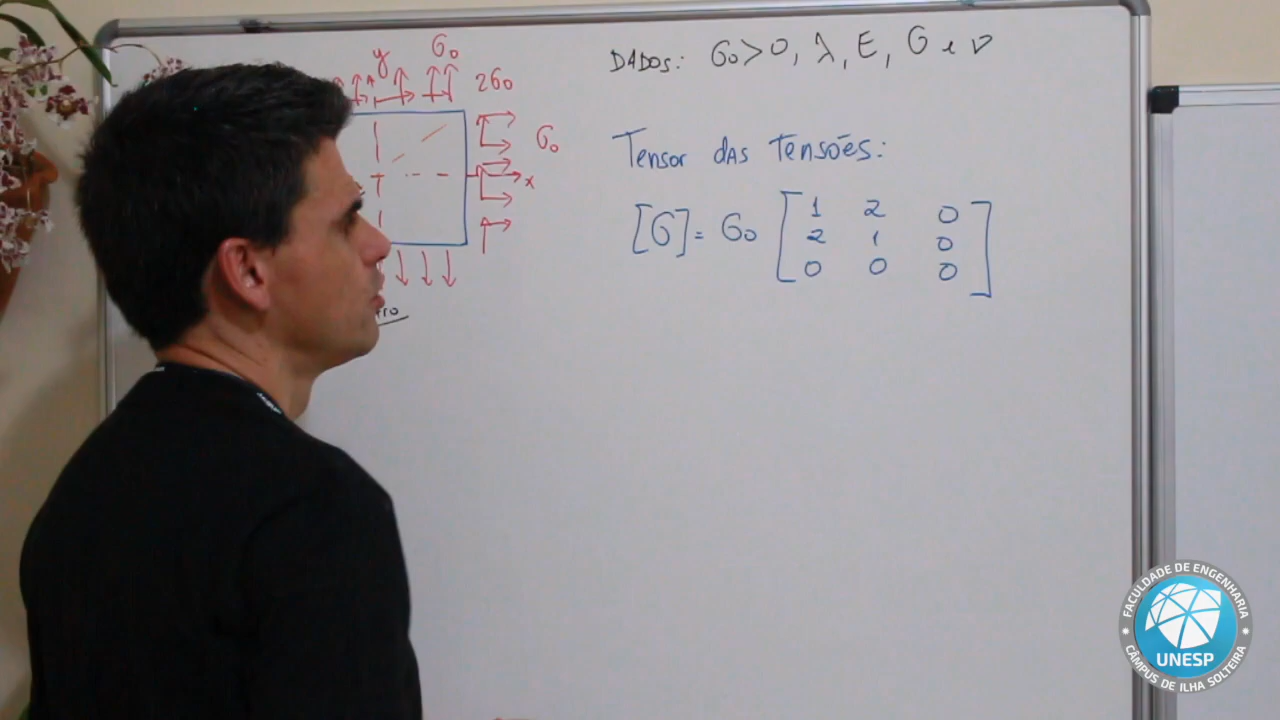 DADOS: σ₀>0, λ, E, G e ν
y σ₀
2σ₀
σ₀
x
Tensor das Tensões:
[σ] = σ₀ [1 2 0
2 1 0
0 0 0]
FACULDADE DE ENGENHARIA
UNESP
CÂMPUS DE ILHA SOLTEIRA